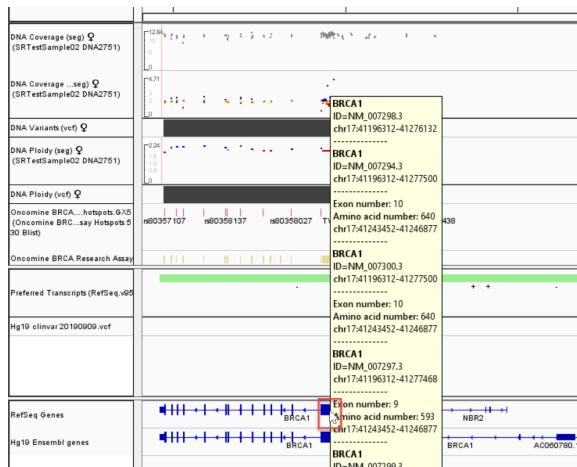 DNA Coverage (seg) ♀
(SRTestSample02 DNA2751)
12.84
DNA Coverage ...seg) ♀
(SRTestSample02 DNA2751)
4.71
DNA Variants (vcf) ♀
DNA Ploidy (seg) ♀
(SRTestSample02 DNA2751)
2.24
DNA Ploidy (vcf) ♀
Oncomine BRCA....hotspots.GX5
(Oncomine BRC...say Hotspots 5
30 Blist)
rs80357107
rs80358137
rs80358027
438
Oncomine BRCA Research Assay
Preferred Transcripts (RefSeq.v95
Hg19 clinvar 20190909.vcf
RefSeq Genes
BRCA1
NBR2
Hg19 Ensembl genes
BRCA1
BRCA1
AC060780.
BRCA1
ID=NM_007298.3
chr17:41196312-41276132
--------------
BRCA1
ID=NM_007294.3
chr17:41196312-41277500
--------------
Exon number: 10
Amino acid number: 640
chr17:41243452-41246877
--------------
BRCA1
ID=NM_007300.3
chr17:41196312-41277500
--------------
Exon number: 10
Amino acid number: 640
chr17:41243452-41246877
--------------
BRCA1
ID=NM_007297.3
chr17:41196312-41277468
--------------
Exon number: 9
Amino acid number: 593
chr17:41243452-41246877
--------------
BRCA1
ID=NM_007299.3